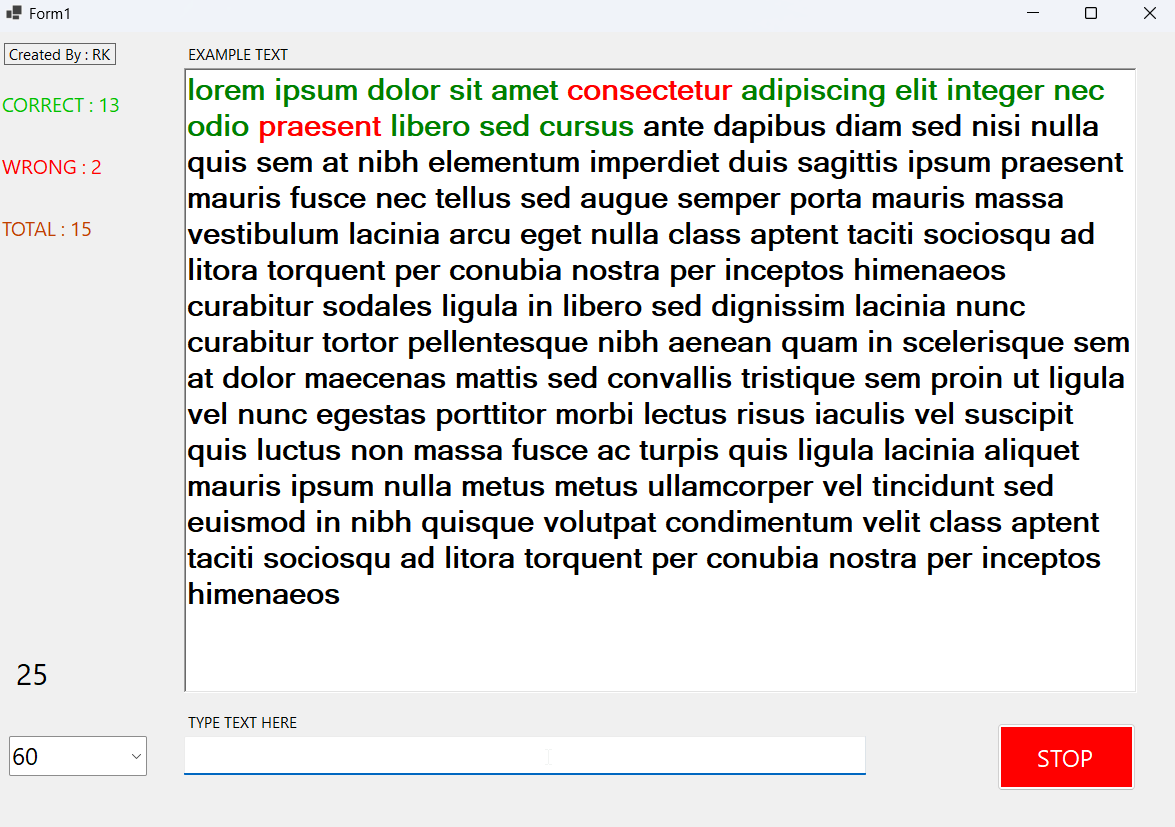 Form1
Created By : RK
EXAMPLE TEXT
CORRECT : 13
WRONG : 2
TOTAL : 15
lorem ipsum dolor sit amet consectetur adipiscing elit integer nec
odio praesent libero sed cursus ante dapibus diam sed nisi nulla
quis sem at nibh elementum imperdiet duis sagittis ipsum praesent
mauris fusce nec tellus sed augue semper porta mauris massa
vestibulum lacinia arcu eget nulla class aptent taciti sociosqu ad
litora torquent per conubia nostra per inceptos himenaeos
curabitur sodales ligula in libero sed dignissim lacinia nunc
curabitur tortor pellentesque nibh aenean quam in scelerisque sem
at dolor maecenas mattis sed convallis tristique sem proin ut ligula
vel nunc egestas porttitor morbi lectus risus iaculis vel suscipit
quis luctus non massa fusce ac turpis quis ligula lacinia aliquet
mauris ipsum nulla metus metus ullamcorper vel tincidunt sed
euismod in nibh quisque volutpat condimentum velit class aptent
taciti sociosqu ad litora torquent per conubia nostra per inceptos
himenaeos
25
TYPE TEXT HERE
60
STOP